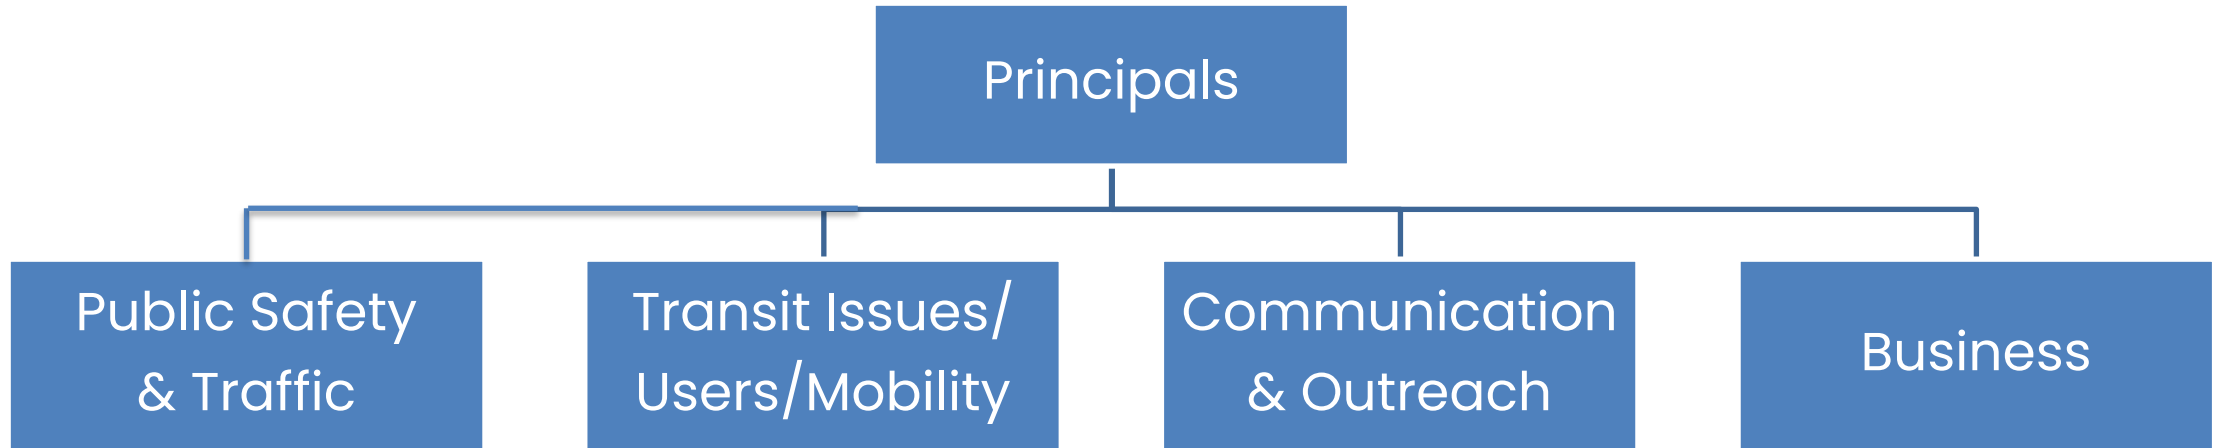 Principals
Public Safety
& Traffic
Transit Issues/
Users/Mobility
Communication
& Outreach
Business